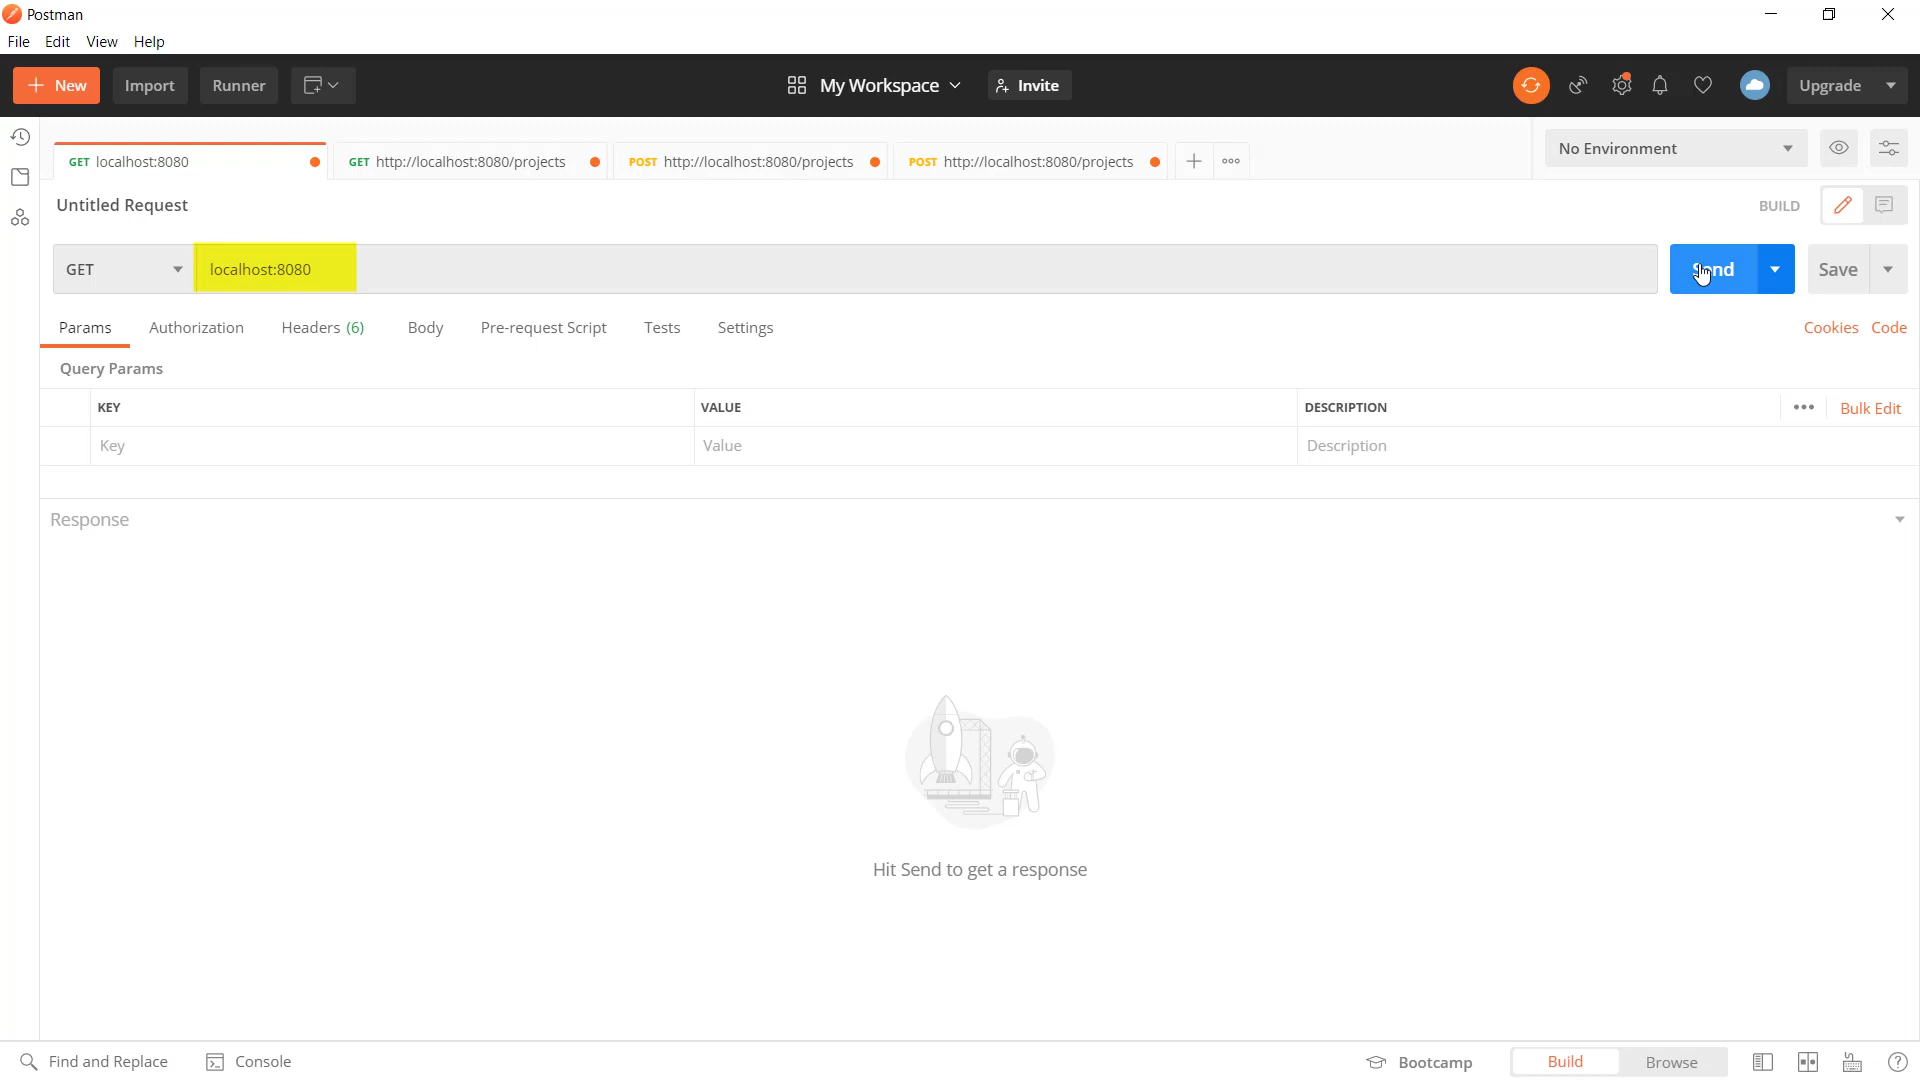 Postman
File Edit View Help
New Import Runner My Workspace Invite Upgrade
GET localhost:8080 GET http://localhost:8080/projects POST http://localhost:8080/projects POST http://localhost:8080/projects No Environment
Untitled Request BUILD
GET localhost:8080 Send Save
Params Authorization Headers (6) Body Pre-request Script Tests Settings Cookies Code
Query Params
KEY VALUE DESCRIPTION Bulk Edit
Key Value Description
Response
Hit Send to get a response
Find and Replace Console Bootcamp Build Browse